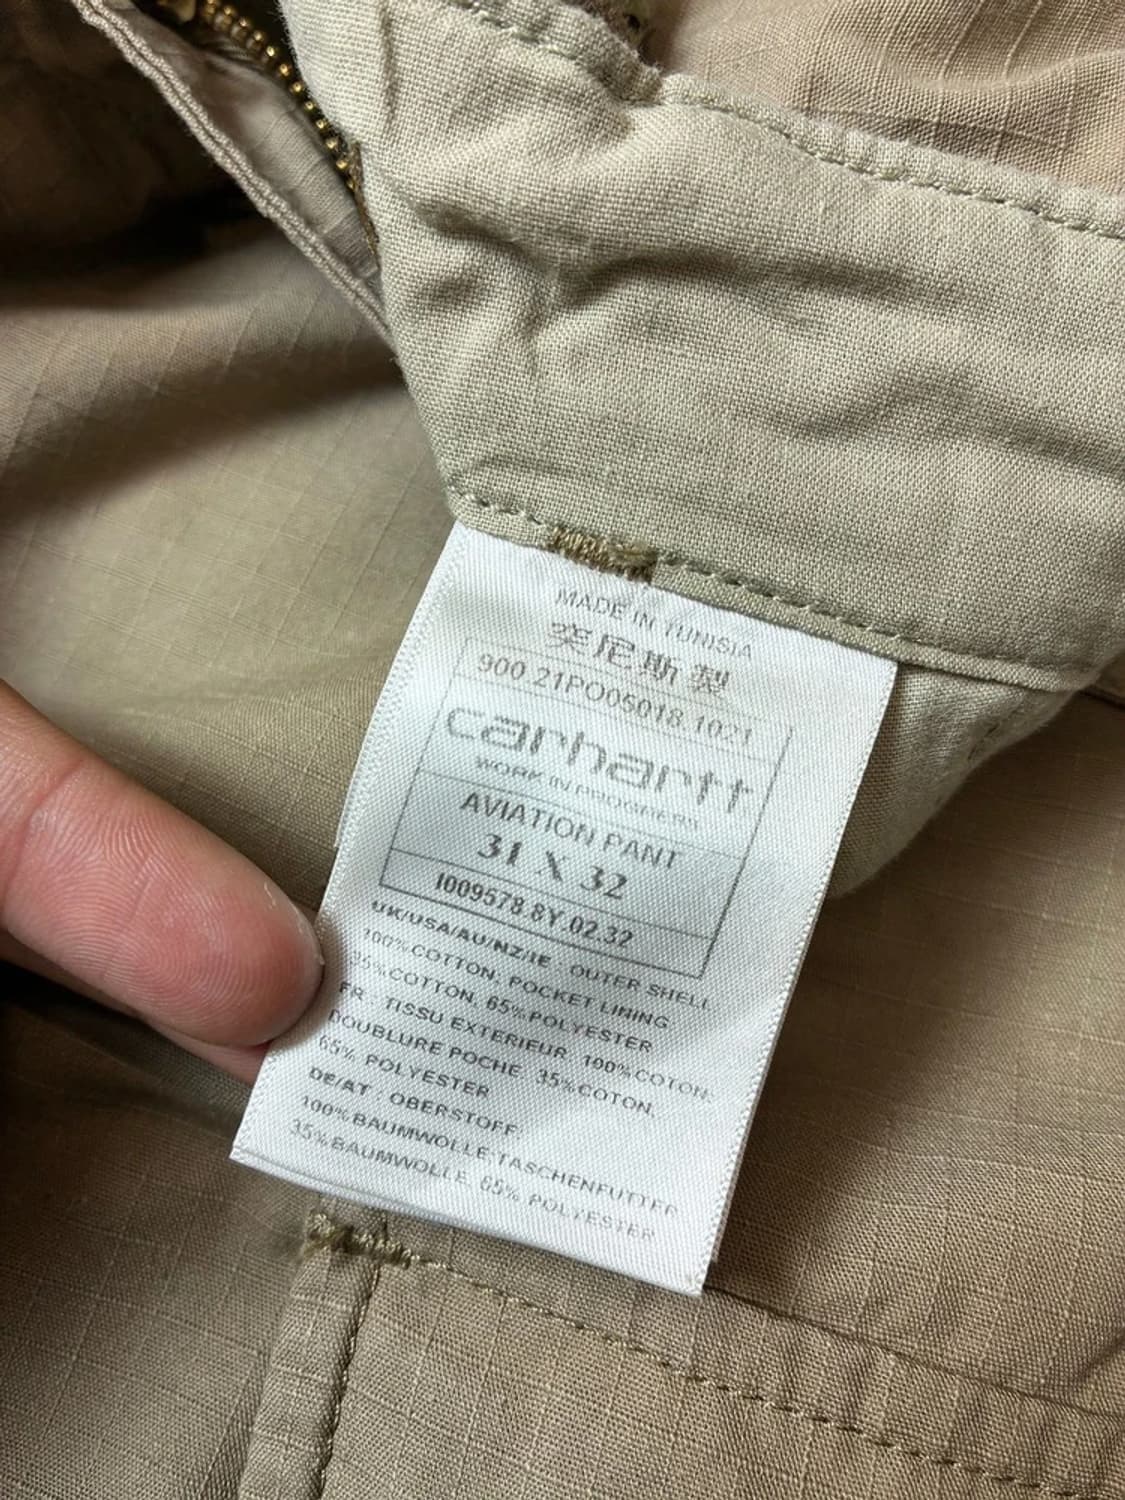 MADE IN TUNISIA
突尼斯製
900 21PO05018 1021
carhartt
WORK IN PROGRESS
AVIATION PANT
31 X 32
I009578.8Y.02.32
UK/USA/AU/NZ/IE : OUTER SHELL
100% COTTON, POCKET LINING
35% COTTON, 65% POLYESTER
FR : TISSU EXTERIEUR 100% COTON;
DOUBLURE POCHE 35% COTON,
65% POLYESTER
DE/AT : OBERSTOFF:
100% BAUMWOLLE;TASCHENFUTTER
35% BAUMWOLLE, 65% POLYESTER